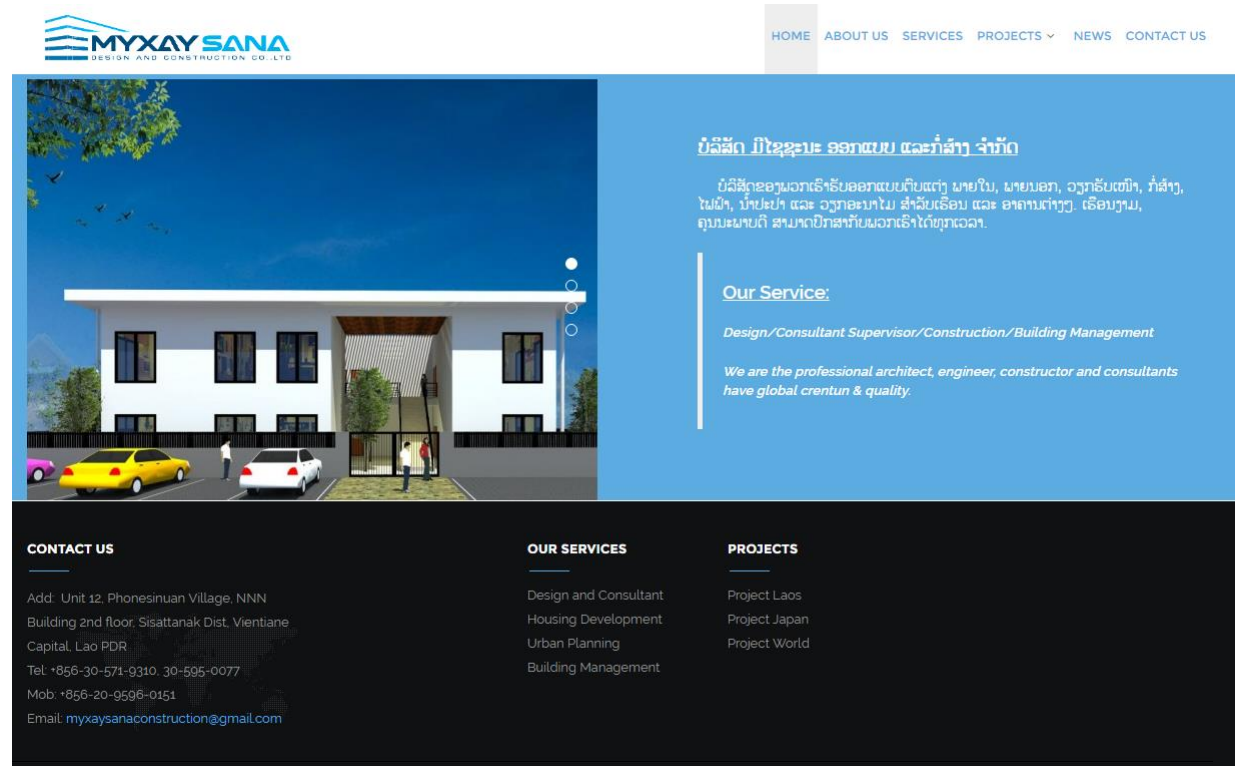 MYXAY SANA
DESIGN AND CONSTRUCTION CO.,LTD
HOME ABOUT US SERVICES PROJECTS NEWS CONTACT US
ບໍລິສັດ ມີໄຊຊະນະ ອອກແບບ ແລະກໍ່ສ້າງ ຈຳກັດ
ບໍລິສັດຂອງພວກເຮົາຮັບອອກແບບຕົບແຕ່ງ ພາຍໃນ, ພາຍນອກ, ວຽກຮັບເໝົາ, ກໍ່ສ້າງ,
ໄຟຟ້າ, ນ້ຳປະປາ ແລະ ວຽກອະນາໄມ ສຳລັບເຮືອນ ແລະ ອາຄານຕ່າງໆ. ເຮືອນງາມ,
ຄຸນນະພາບດີ ສາມາດປຶກສາກັບພວກເຮົາໄດ້ທຸກເວລາ.
Our Service:
Design/Consultant Supervisor/Construction/Building Management
We are the professional architect, engineer, constructor and consultants
have global crentun & quality.
CONTACT US
Add: Unit 12, Phonesinuan Village, NNN
Building 2nd floor, Sisattanak Dist, Vientiane
Capital, Lao PDR
Tel: +856-30-571-9310, 30-595-0077
Mob: +856-20-9596-0151
Email: myxaysanaconstruction@gmail.com
OUR SERVICES
Design and Consultant
Housing Development
Urban Planning
Building Management
PROJECTS
Project Laos
Project Japan
Project World